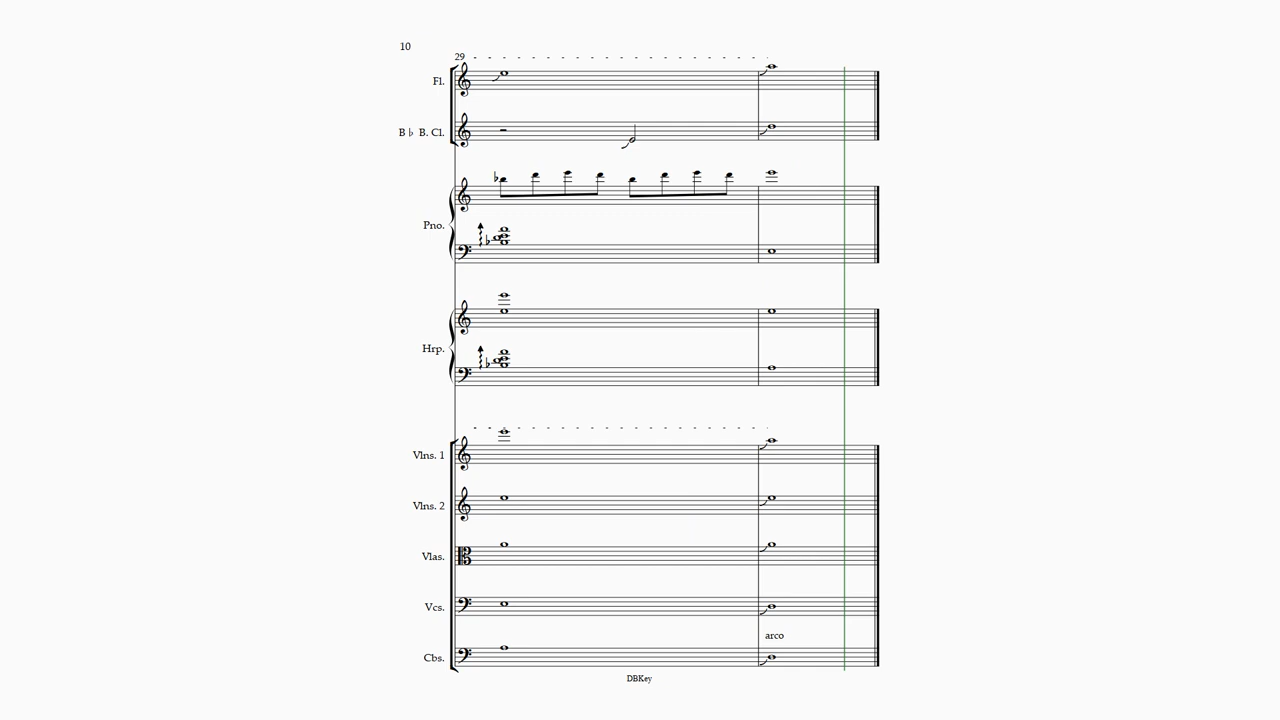 10
29
Fl.
B♭ B. Cl.
Pno.
Hrp.
Vlns. 1
Vlns. 2
Vlas.
Vcs.
arco
Cbs.
DBKey